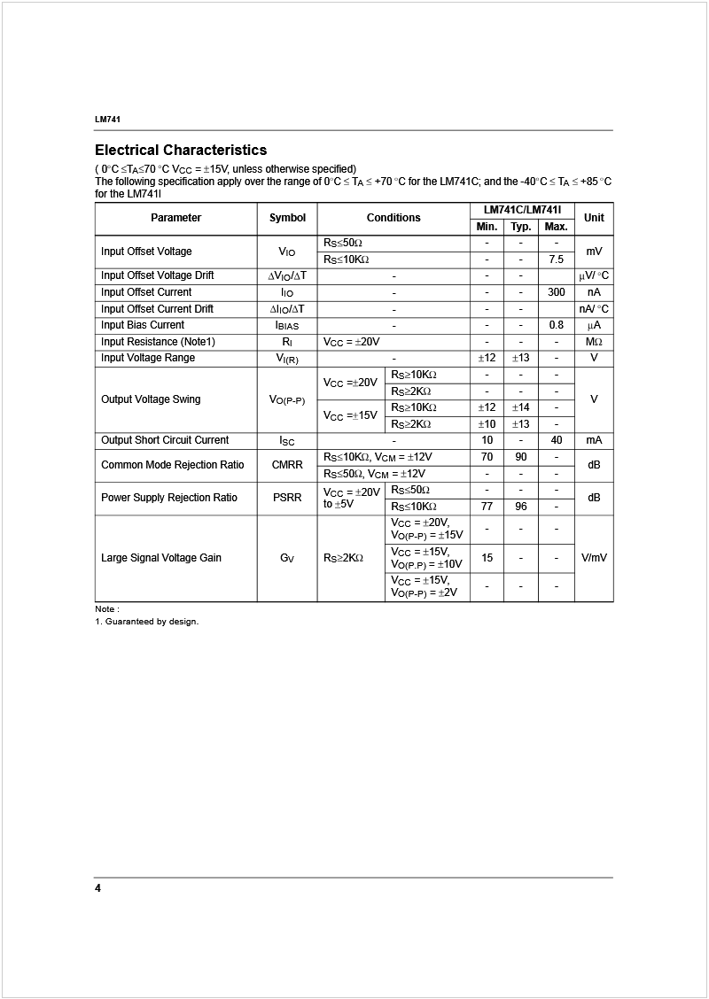 LM741
Electrical Characteristics
( 0°C ≤TA≤70 °C VCC = ±15V, unless otherwise specified)
The following specification apply over the range of 0°C ≤ TA ≤ +70 °C for the LM741C; and the -40°C ≤ TA ≤ +85 °C
for the LM741I
Parameter Symbol Conditions LM741C/LM741I Unit
Min. Typ. Max.
Input Offset Voltage VIO RS≤50Ω - - - mV
RS≤10KΩ - - 7.5
Input Offset Voltage Drift ΔVIO/ΔT - - - μV/ °C
Input Offset Current IIO - - - 300 nA
Input Offset Current Drift ΔIIO/ΔT - - - nA/ °C
Input Bias Current IBIAS - - - 0.8 μA
Input Resistance (Note1) RI VCC = ±20V - - - MΩ
Input Voltage Range VI(R) - ±12 ±13 - V
Output Voltage Swing VO(P-P) VCC =±20V RS≥10KΩ - - - V
RS≥2KΩ - - -
VCC =±15V RS≥10KΩ ±12 ±14 -
RS≥2KΩ ±10 ±13 -
Output Short Circuit Current ISC - 10 - 40 mA
Common Mode Rejection Ratio CMRR RS≤10KΩ, VCM = ±12V 70 90 - dB
RS≤50Ω, VCM = ±12V - - -
Power Supply Rejection Ratio PSRR VCC = ±20V RS≤50Ω - - - dB
to ±5V RS≤10KΩ 77 96 -
Large Signal Voltage Gain GV RS≥2KΩ VCC = ±20V, - - - V/mV
VO(P-P) = ±15V
VCC = ±15V, 15 - -
VO(P.P) = ±10V
VCC = ±15V, - - -
VO(P-P) = ±2V
Note :
1. Guaranteed by design.
4